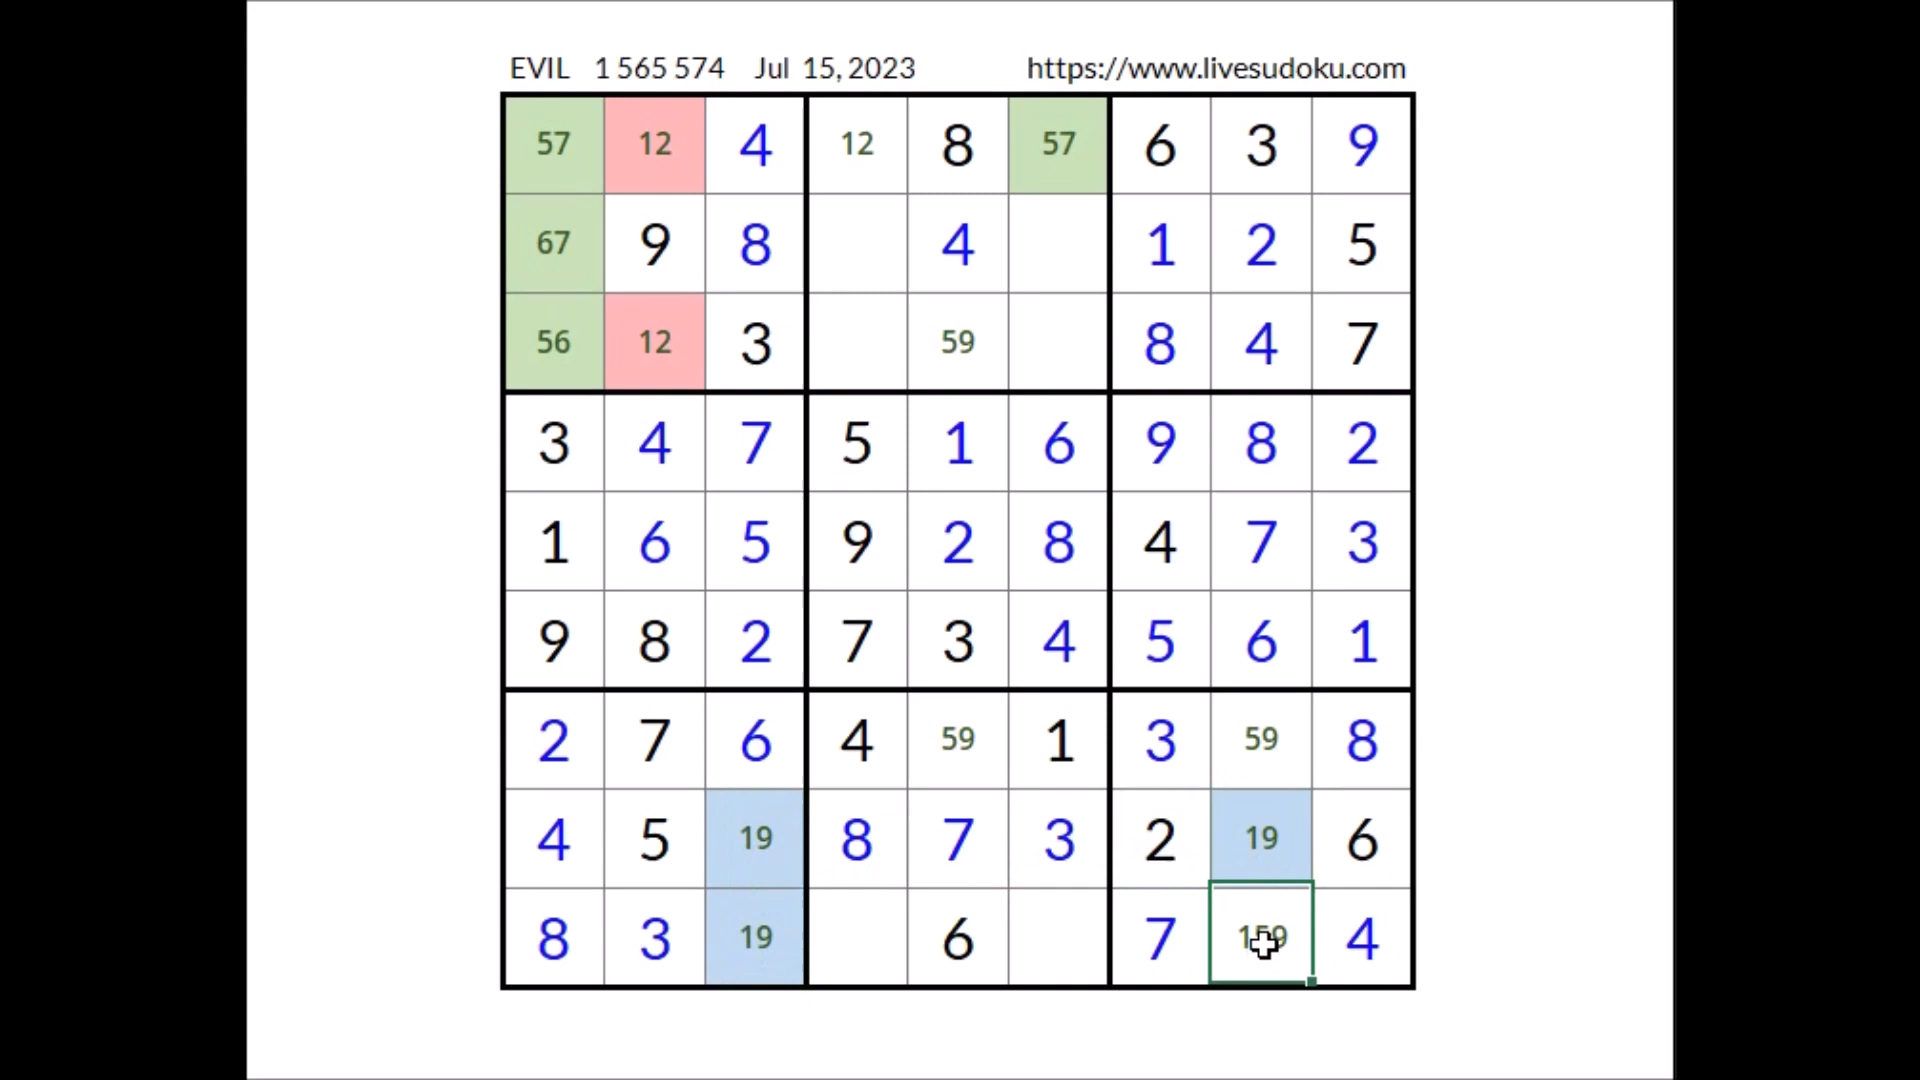 EVIL 1 565 574 Jul 15, 2023 https://www.livesudoku.com
57 12 4 12 8 57 6 3 9
67 9 8 4 1 2 5
56 12 3 59 8 4 7
3 4 7 5 1 6 9 8 2
1 6 5 9 2 8 4 7 3
9 8 2 7 3 4 5 6 1
2 7 6 4 59 1 3 59 8
4 5 19 8 7 3 2 19 6
8 3 19 6 7 159 4